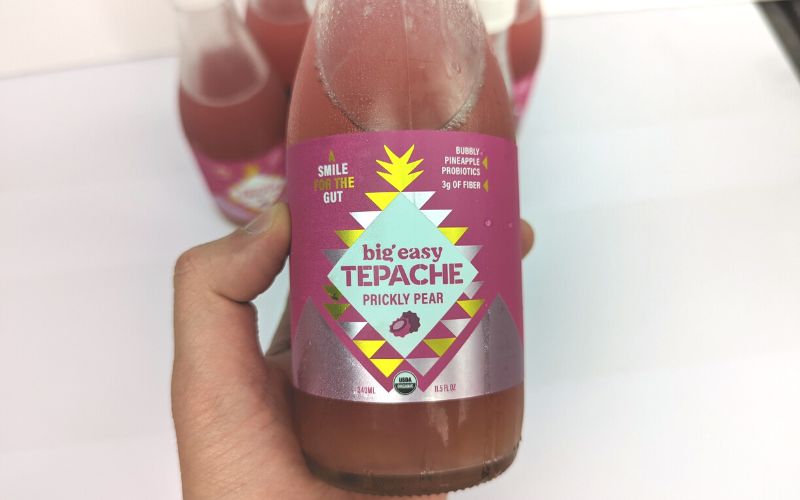 A
SMILE
FOR THE
GUT
BUBBLY
PINEAPPLE
PROBIOTICS
3g OF FIBER
big easy
TEPACHE
PRICKLY PEAR
USDA
ORGANIC
340ML
11.5 FL OZ